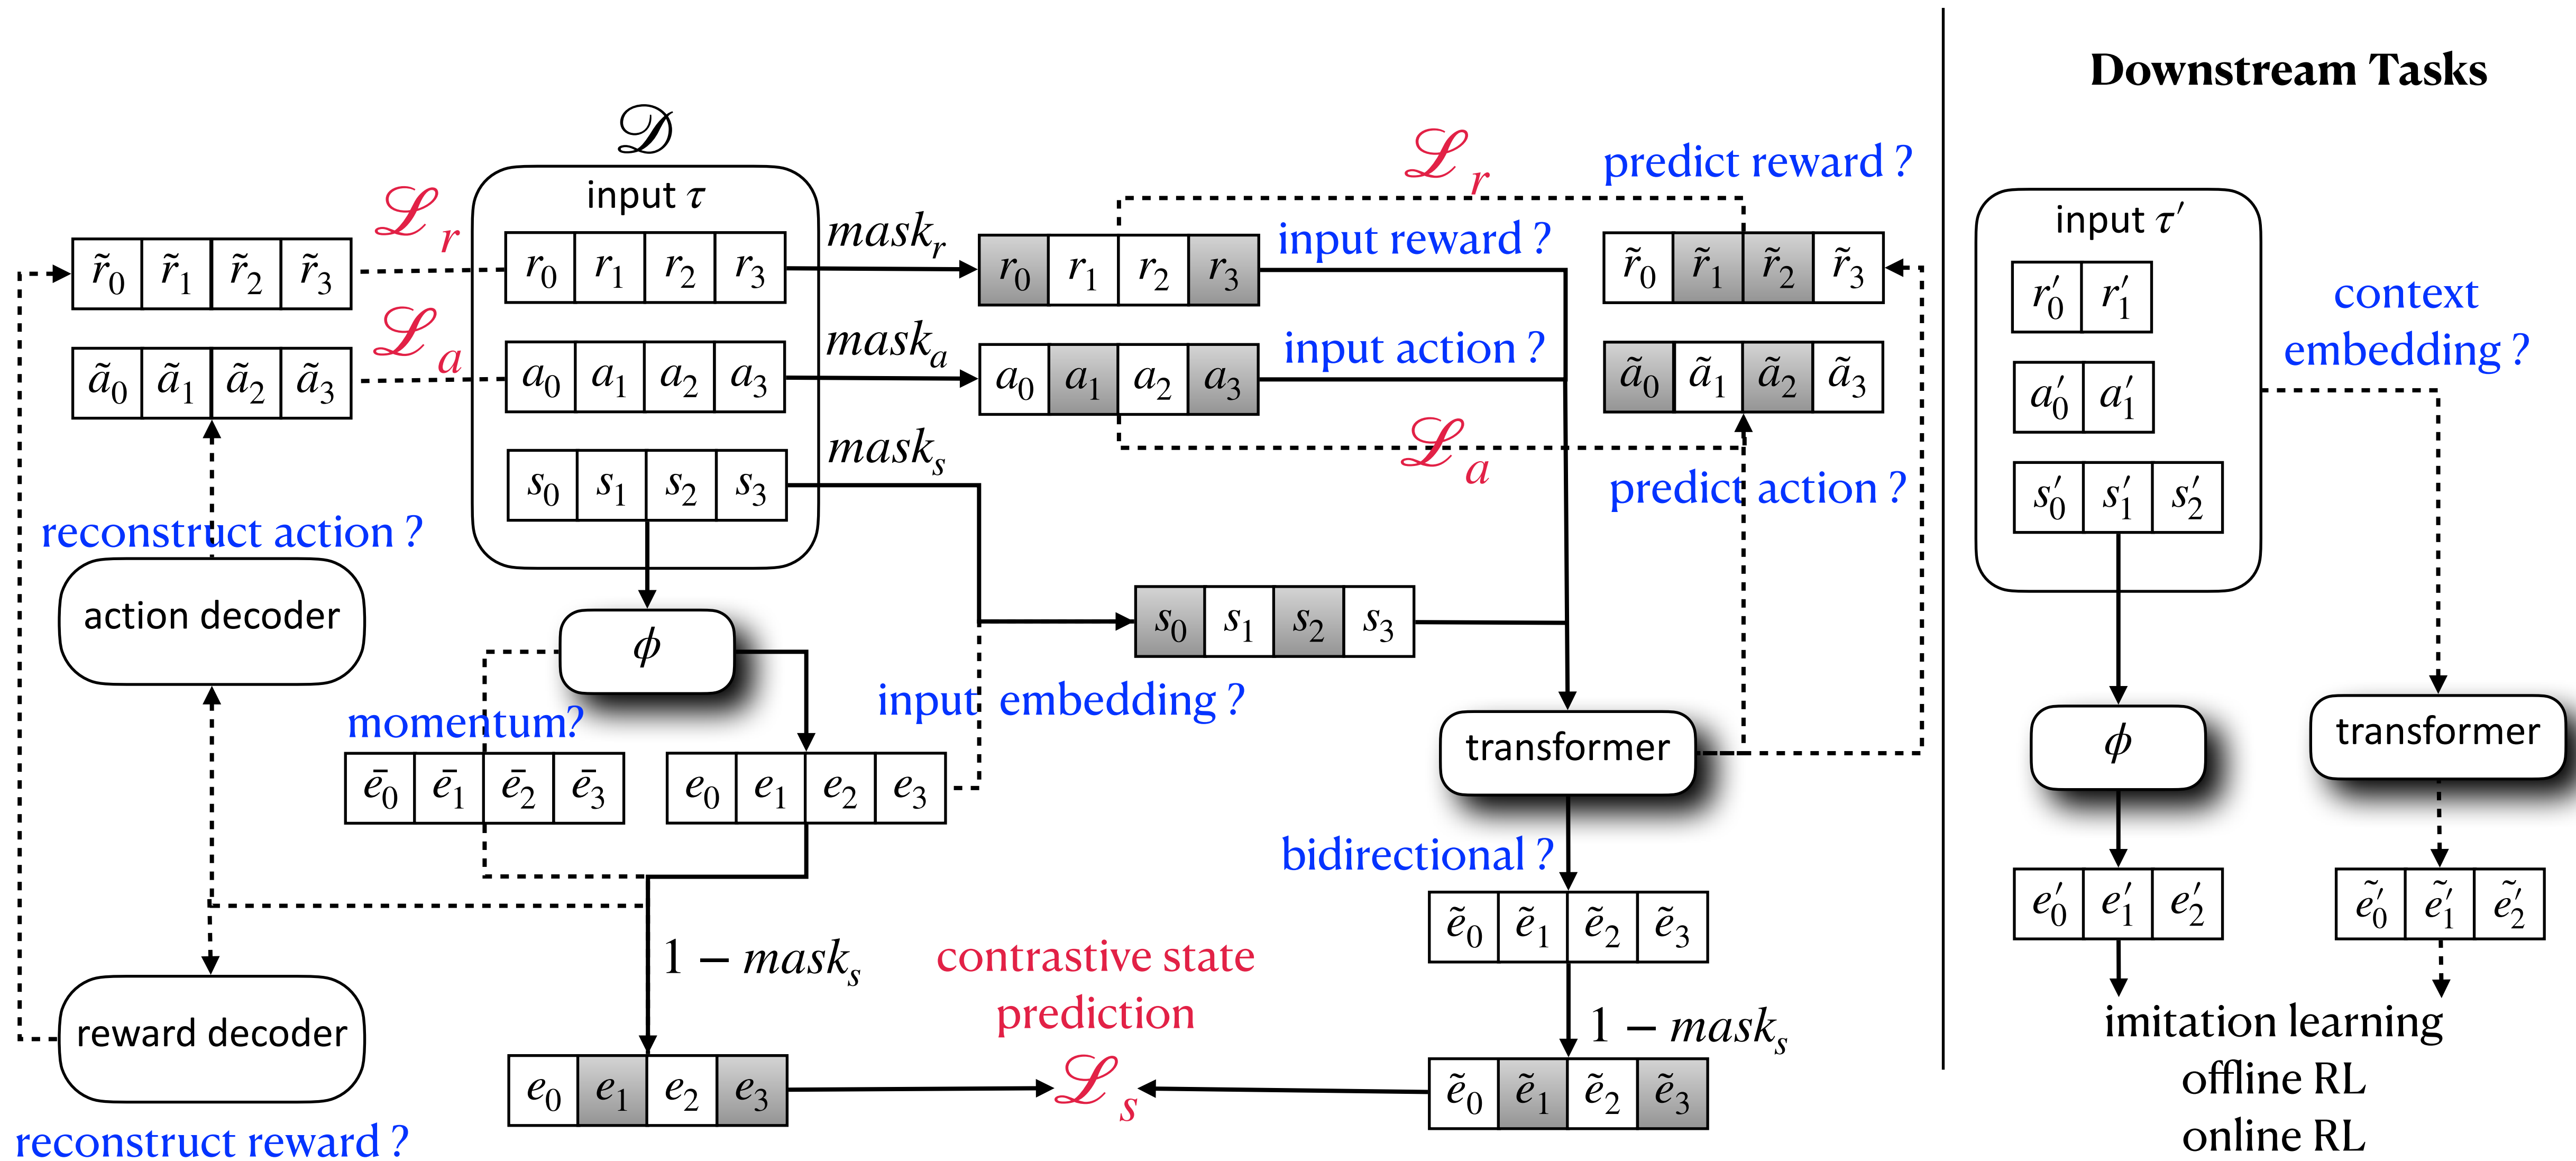 𝒟
input τ
r₀ r₁ r₂ r₃
a₀ a₁ a₂ a₃
s₀ s₁ s₂ s₃
ℒ_r
ℒ_a
r̃₀ r̃₁ r̃₂ r̃₃
ã₀ ã₁ ã₂ ã₃
reconstruct action ?
action decoder
reward decoder
reconstruct reward ?
ϕ
momentum?
ē₀ ē₁ ē₂ ē₃
e₀ e₁ e₂ e₃
input embedding ?
1 − mask_s
e₀ e₁ e₂ e₃
mask_r
mask_a
mask_s
r₀ r₁ r₂ r₃
a₀ a₁ a₂ a₃
s₀ s₁ s₂ s₃
input reward ?
input action ?
ℒ_r
ℒ_a
predict reward ?
r̃₀ r̃₁ r̃₂ r̃₃
ã₀ ã₁ ã₂ ã₃
predict action ?
transformer
bidirectional ?
ẽ₀ ẽ₁ ẽ₂ ẽ₃
1 − mask_s
ẽ₀ ẽ₁ ẽ₂ ẽ₃
contrastive state
prediction
ℒ_s
Downstream Tasks
input τ′
r′₀ r′₁
a′₀ a′₁
s′₀ s′₁ s′₂
context
embedding ?
ϕ
transformer
e′₀ e′₁ e′₂
ẽ′₀ ẽ′₁ ẽ′₂
imitation learning
offline RL
online RL